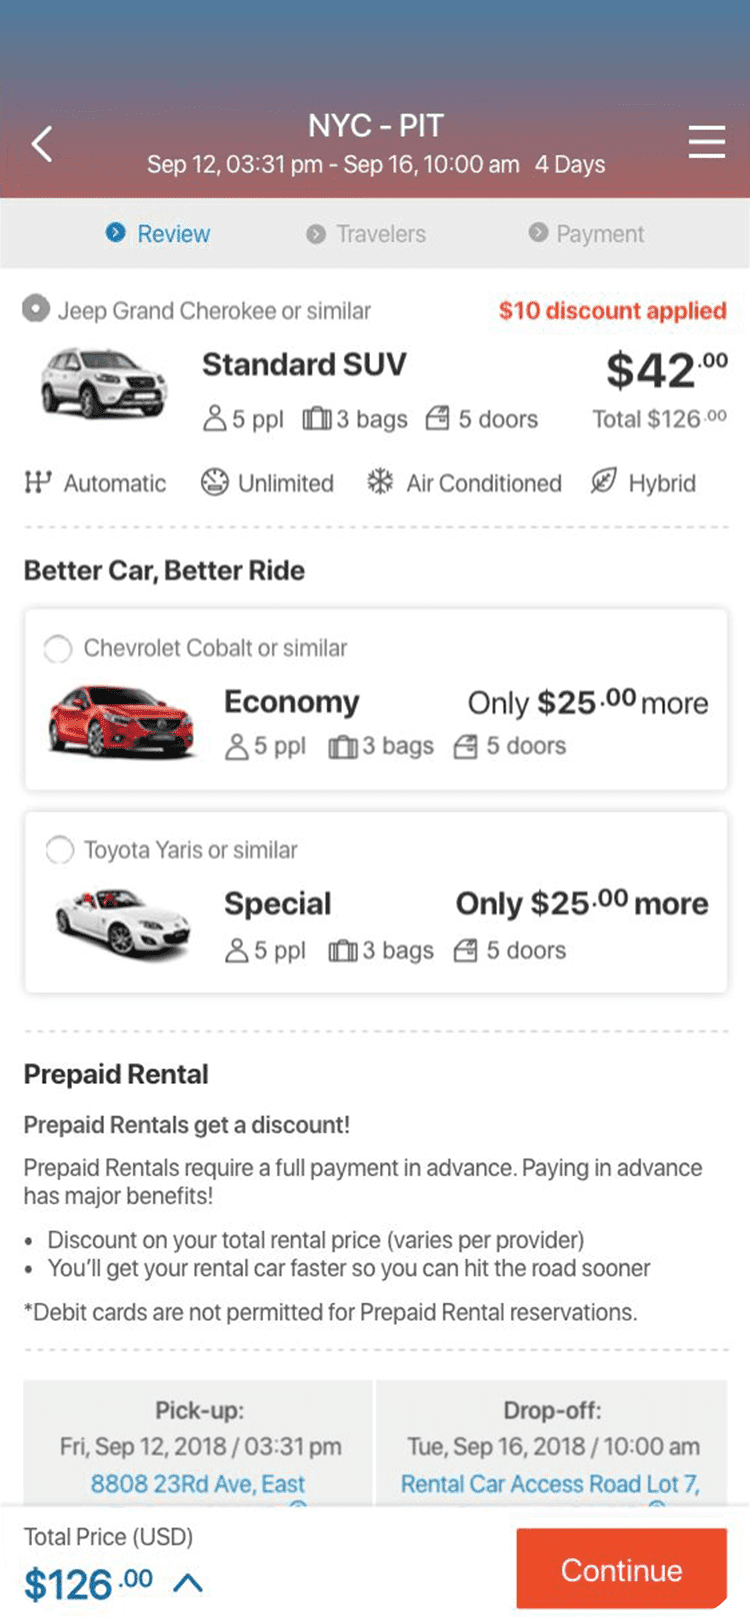 NYC - PIT
Sep 12, 03:31 pm - Sep 16, 10:00 am 4 Days
Review Travelers Payment
Jeep Grand Cherokee or similar $10 discount applied
Standard SUV $42.00
5 ppl 3 bags 5 doors Total $126.00
Automatic Unlimited Air Conditioned Hybrid
Better Car, Better Ride
Chevrolet Cobalt or similar
Economy Only $25.00 more
5 ppl 3 bags 5 doors
Toyota Yaris or similar
Special Only $25.00 more
5 ppl 3 bags 5 doors
Prepaid Rental
Prepaid Rentals get a discount!
Prepaid Rentals require a full payment in advance. Paying in advance
has major benefits!
• Discount on your total rental price (varies per provider)
• You'll get your rental car faster so you can hit the road sooner
*Debit cards are not permitted for Prepaid Rental reservations.
Pick-up: Drop-off:
Fri, Sep 12, 2018 / 03:31 pm Tue, Sep 16, 2018 / 10:00 am
8808 23Rd Ave, East Rental Car Access Road Lot 7,
Total Price (USD)
$126.00 Continue